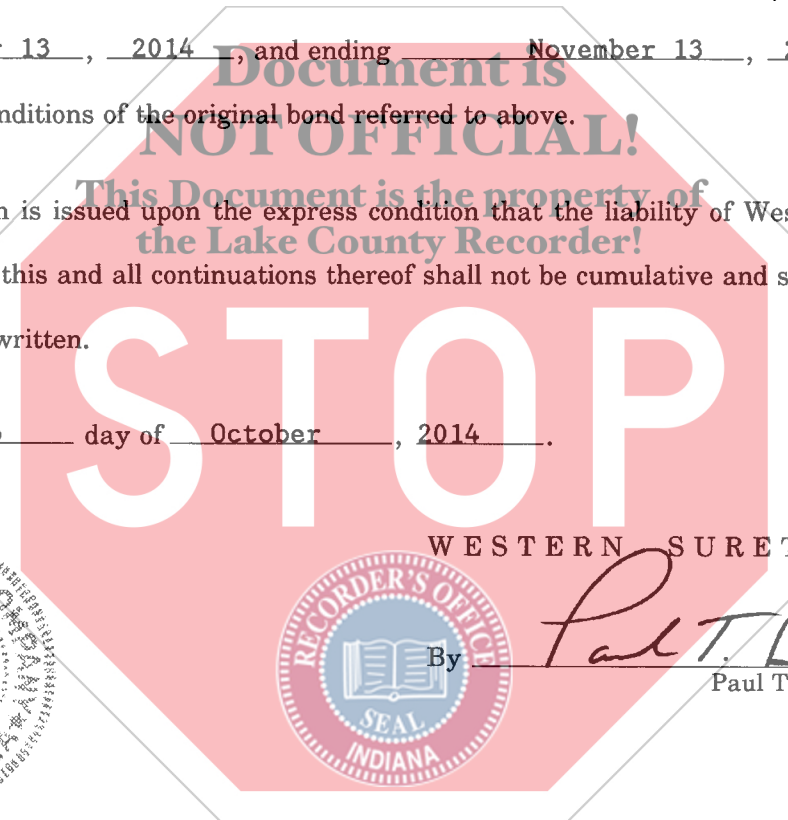 13 , 2014 , and ending November 13 ,
Document is
nditions of the original bond referred to above.
NOT OFFICIAL!
This Document is the property of
n is issued upon the express condition that the liability of Wes
the Lake County Recorder!
this and all continuations thereof shall not be cumulative and s
written.
STOP
day of October , 2014 .
WESTERN SURET
RECORDER'S OFFICE
SEAL
INDIANA
OMPANY
By Paul T.
Paul T